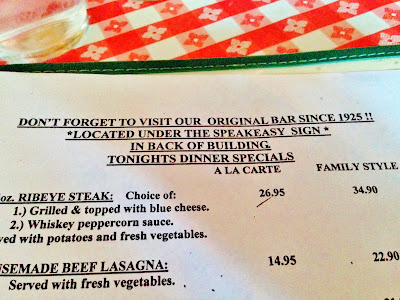 DON'T FORGET TO VISIT OUR ORIGINAL BAR SINCE 1925 !!
*LOCATED UNDER THE SPEAKEASY SIGN *
IN BACK OF BUILDING.
TONIGHTS DINNER SPECIALS
A LA CARTE FAMILY STYLE
oz. RIBEYE STEAK: Choice of: 26.95 34.90
1.) Grilled & topped with blue cheese.
2.) Whiskey peppercorn sauce.
ved with potatoes and fresh vegetables.
USEMADE BEEF LASAGNA: 14.95 22.90
Served with fresh vegetables.